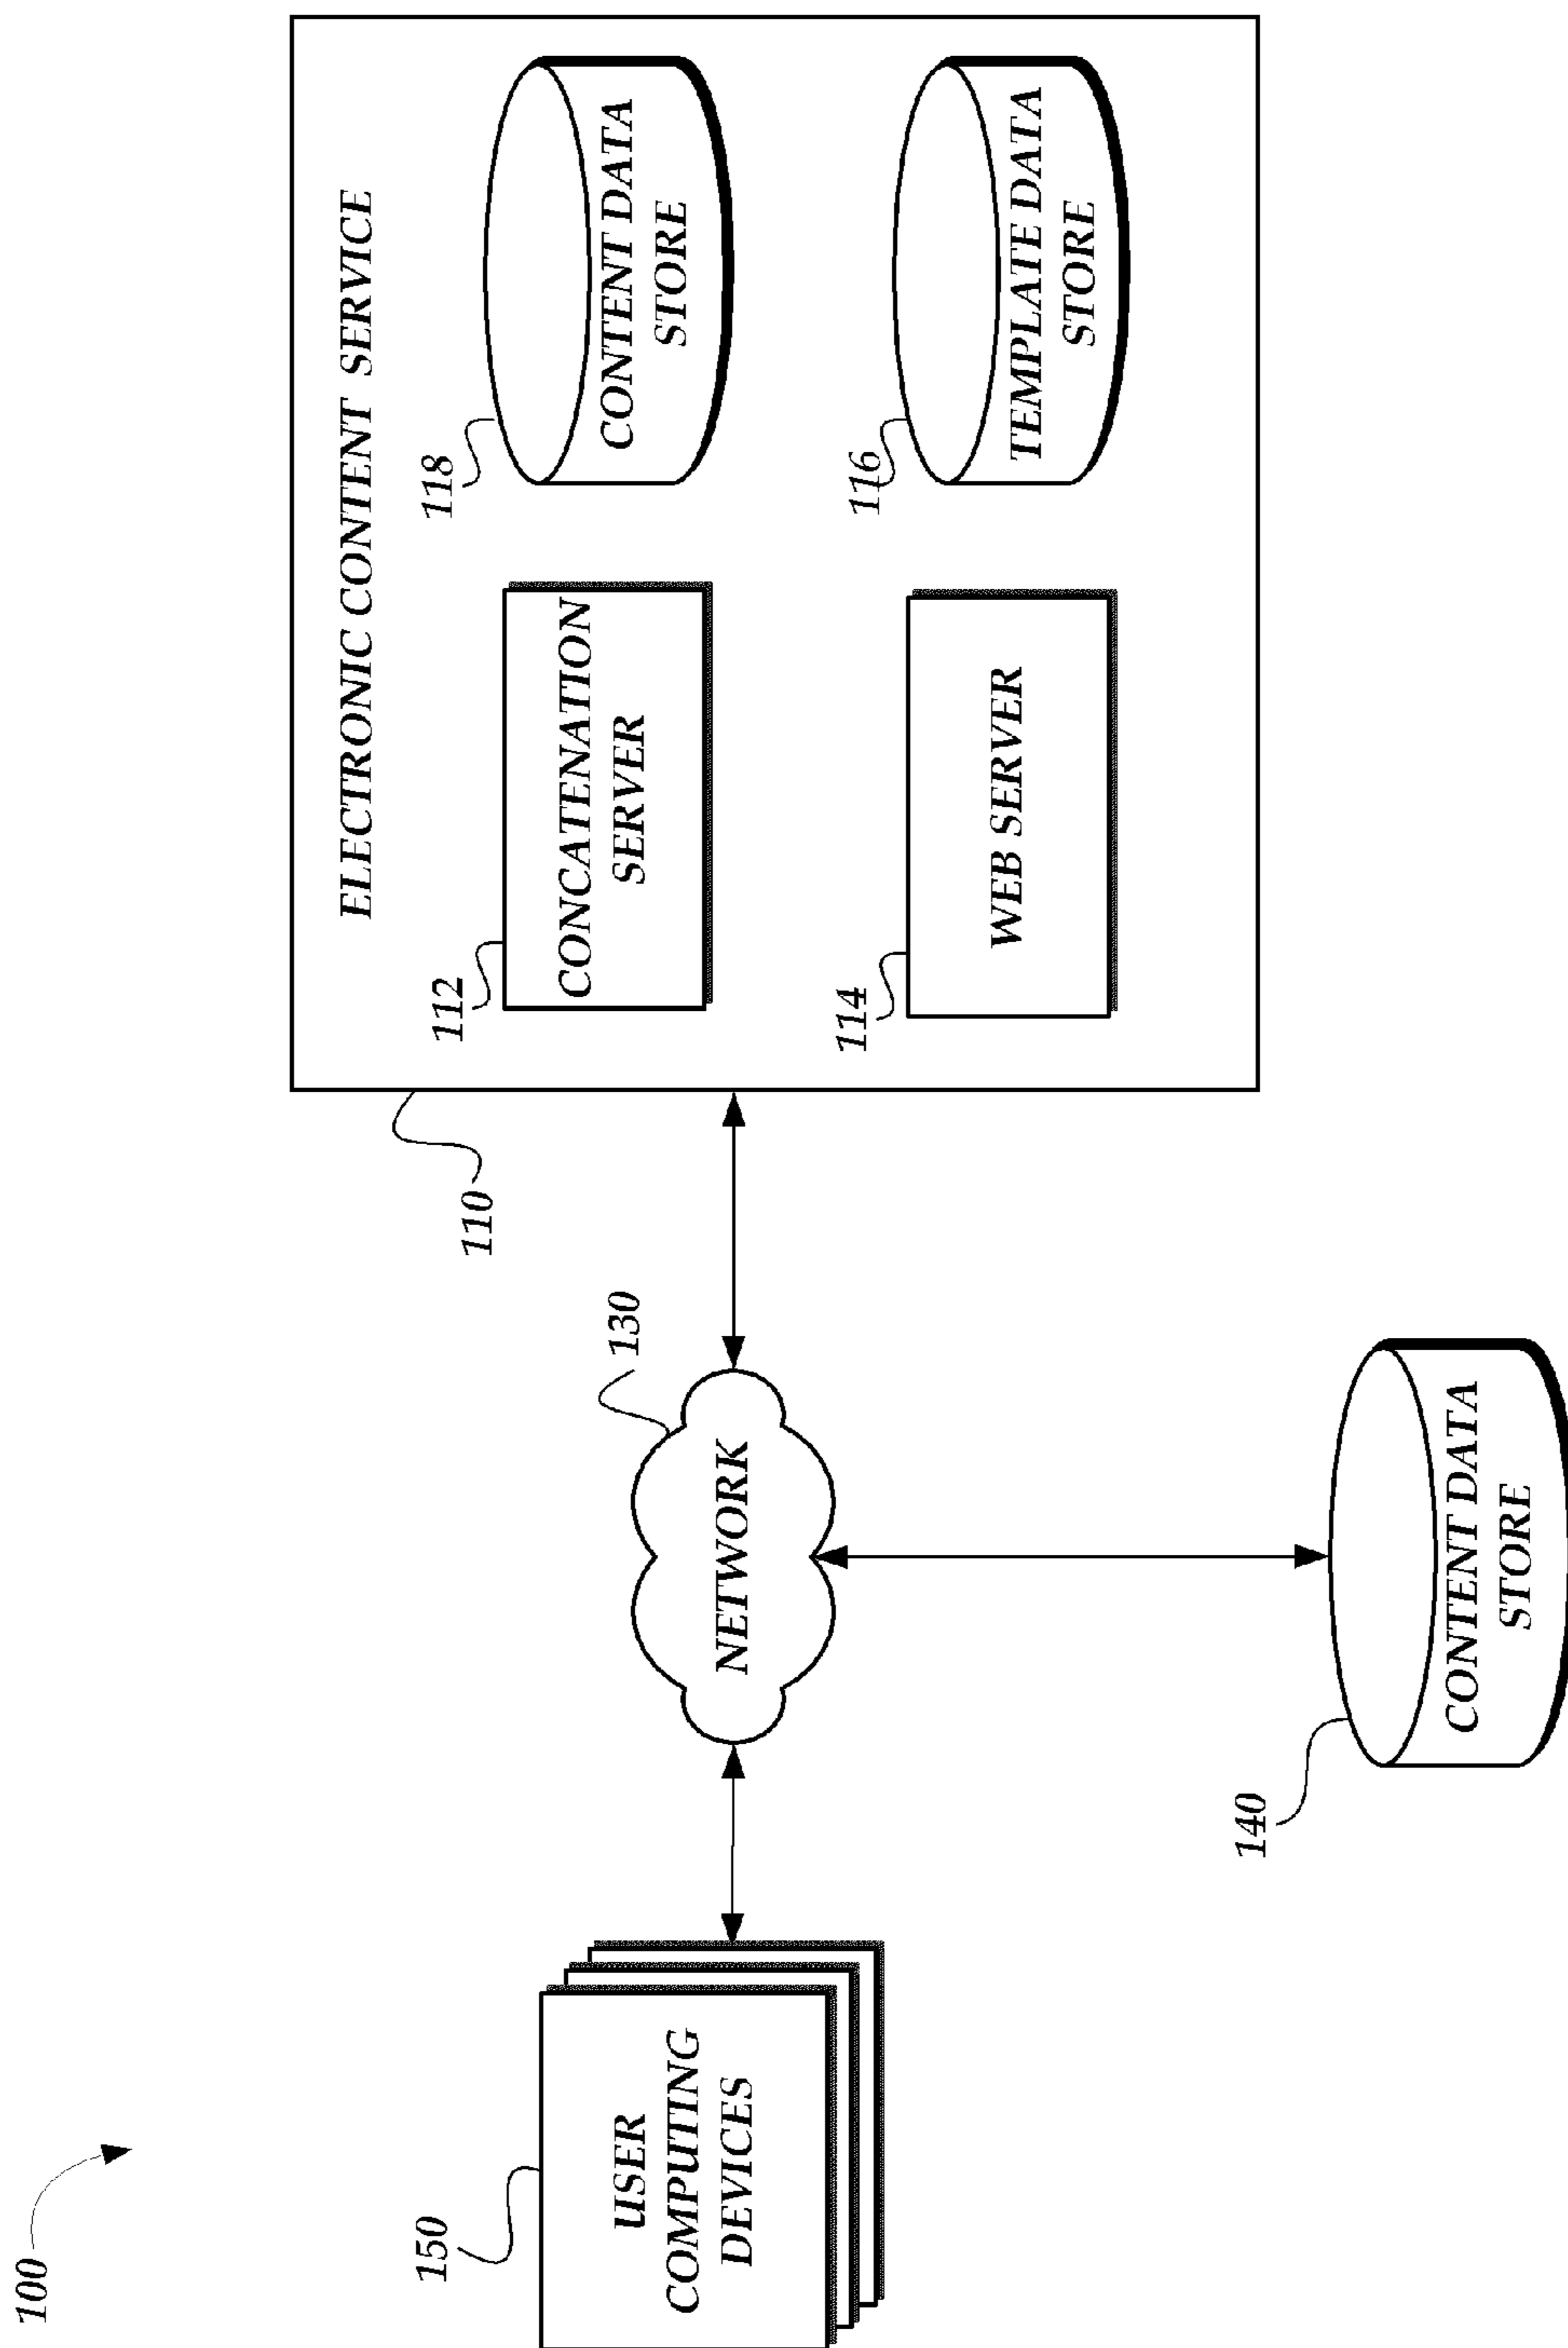 100
150
USER
COMPUTING
DEVICES
130
NETWORK
140
CONTENT DATA
STORE
110
ELECTRONIC CONTENT SERVICE
112
CONCATENATION
SERVER
118
CONTENT DATA
STORE
114
WEB SERVER
116
TEMPLATE DATA
STORE